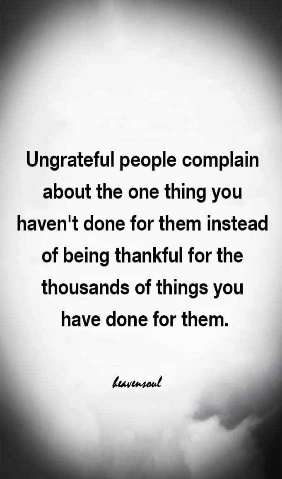 Ungrateful people complain
about the one thing you
haven't done for them instead
of being thankful for the
thousands of things you
have done for them.
heavensoul